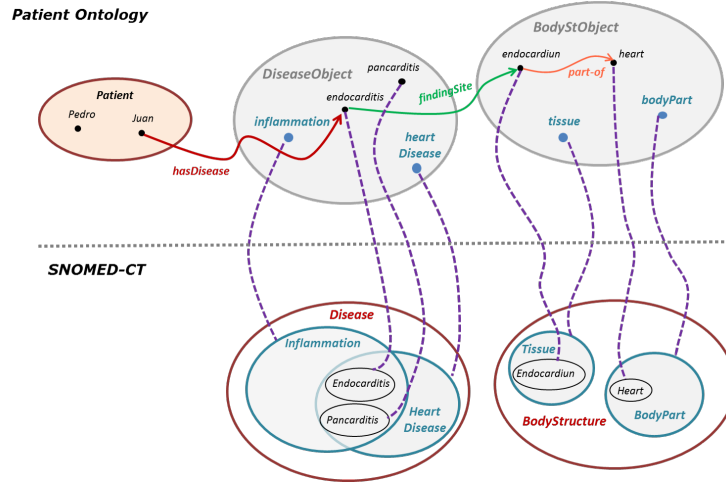 Patient Ontology
BodyStObject
DiseaseObject
pancarditis
endocardiun
heart
part-of
findingSite
Patient
Pedro
Juan
endocarditis
inflammation
heart
Disease
tissue
bodyPart
hasDisease
SNOMED-CT
Disease
Inflammation
Endocarditis
Pancarditis
Heart
Disease
Tissue
Endocardiun
Heart
BodyPart
BodyStructure